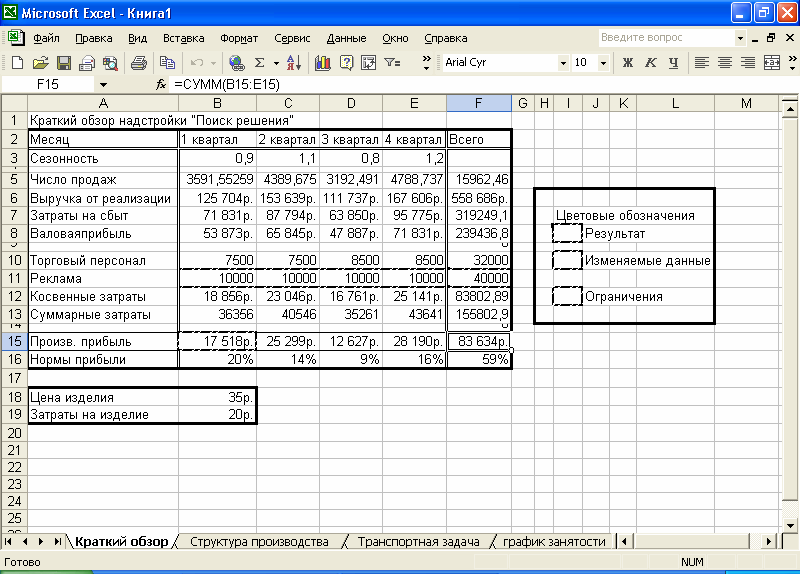 Microsoft Excel - Книга1
Файл Правка Вид Вставка Формат Сервис Данные Окно Справка Введите вопрос
Arial Cyr 10 Ж К Ч
F15 fx =СУММ(B15:E15)
A B C D E F G H I J K L M
1 Краткий обзор надстройки "Поиск решения"
2 Месяц 1 квартал 2 квартал 3 квартал 4 квартал Всего
3 Сезонность 0,9 1,1 0,8 1,2
5 Число продаж 3591,55259 4389,675 3192,491 4788,737 15962,46
6 Выручка от реализации 125 704р. 153 639р. 111 737р. 167 606р. 558 686р.
7 Затраты на сбыт 71 831р. 87 794р. 63 850р. 95 775р. 319249,1 Цветовые обозначения
8 Валоваяприбыль 53 873р. 65 845р. 47 887р. 71 831р. 239436,8 Результат
10 Торговый персонал 7500 7500 8500 8500 32000 Изменяемые данные
11 Реклама 10000 10000 10000 10000 40000
12 Косвенные затраты 18 856р. 23 046р. 16 761р. 25 141р. 83802,89 Ограничения
13 Суммарные затраты 36356 40546 35261 43641 155802,9
15 Произв. прибыль 17 518р. 25 299р. 12 627р. 28 190р. 83 634р.
16 Нормы прибыли 20% 14% 9% 16% 59%
17
18 Цена изделия 35р.
19 Затраты на изделие 20р.
20
21
22
23
24
25
Краткий обзор Структура производства Транспортная задача график занятости
Готово NUM